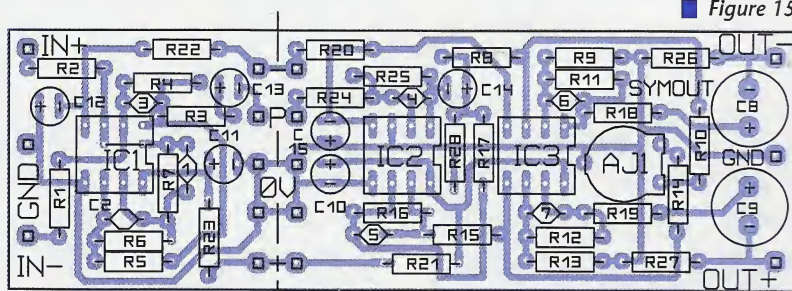 Figure 15
IN+ R22 R20 R8 R9 R26 OUT-
R2 R4 C13 R25 R11 SYMOUT
C12 3 R24 4 C14 6 R18 C8
R3 P
IC1 C11 15 IC2 R28 R17 IC3 AJ1 R10 GND
GND R1 R7 1 0V C10 R14 C9
C2 R16 7 R19
R6 R23 5 R15 R12
IN- R5 R21 R13 R27 OUT+